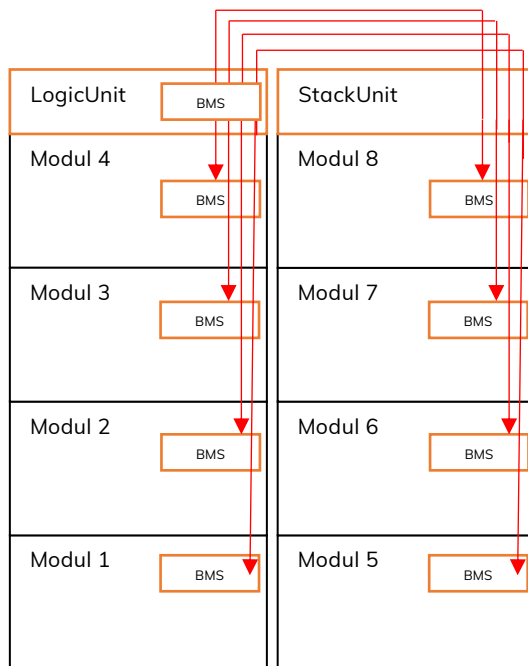 LogicUnit
BMS
StackUnit
Modul 4
BMS
Modul 8
BMS
Modul 3
BMS
Modul 7
BMS
Modul 2
BMS
Modul 6
BMS
Modul 1
BMS
Modul 5
BMS